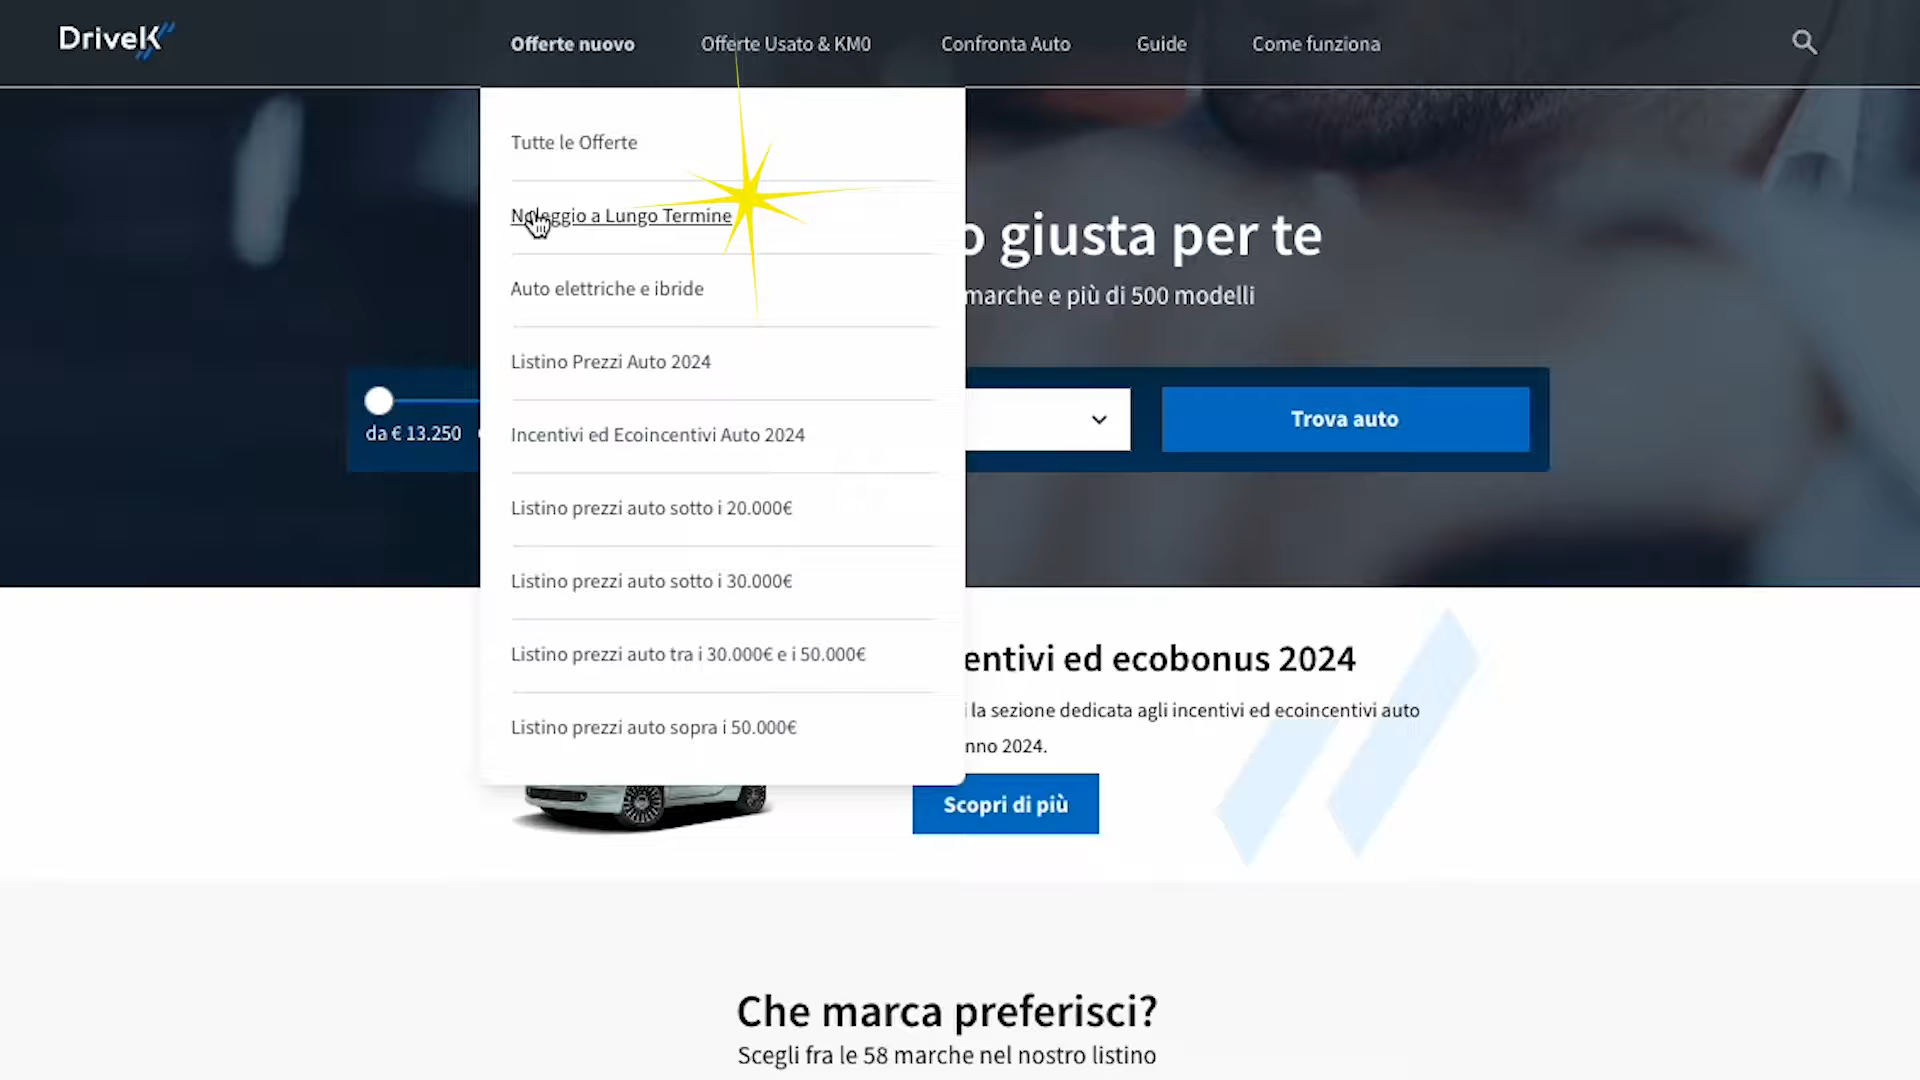 DriveK
Offerte nuovo
Offerte Usato & KM0
Confronta Auto
Guide
Come funziona
Tutte le Offerte
Noleggio a Lungo Termine
Auto elettriche e ibride
Listino Prezzi Auto 2024
Incentivi ed Ecoincentivi Auto 2024
Listino prezzi auto sotto i 20.000€
Listino prezzi auto sotto i 30.000€
Listino prezzi auto tra i 30.000€ e i 50.000€
Listino prezzi auto sopra i 50.000€
o giusta per te
marche e più di 500 modelli
da € 13.250
Trova auto
entivi ed ecobonus 2024
la sezione dedicata agli incentivi ed ecoincentivi auto
nno 2024.
Scopri di più
Che marca preferisci?
Scegli fra le 58 marche nel nostro listino